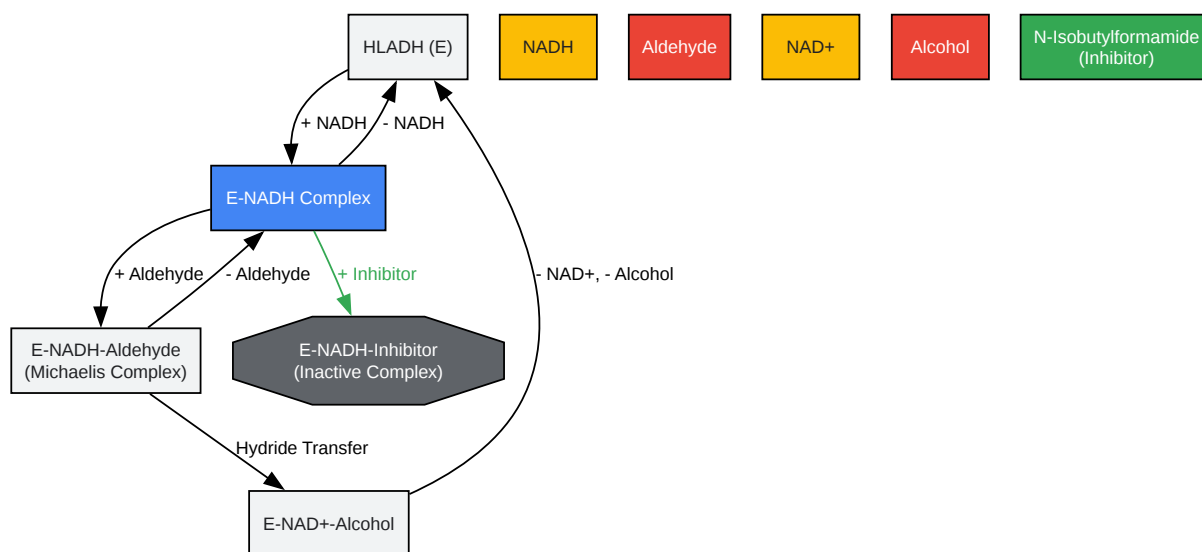 HLADH (E)
NADH
Aldehyde
NAD+
Alcohol
N-Isobutylformamide
(Inhibitor)
+ NADH
- NADH
E-NADH Complex
+ Aldehyde
- Aldehyde
+ Inhibitor
- NAD+, - Alcohol
E-NADH-Aldehyde
(Michaelis Complex)
E-NADH-Inhibitor
(Inactive Complex)
Hydride Transfer
E-NAD+-Alcohol